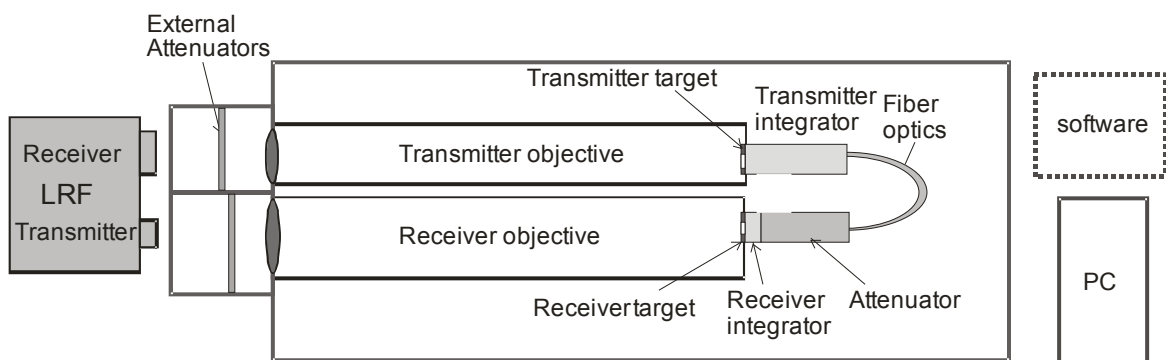 External
Attenuators
Transmitter target
Transmitter
integrator
Fiber
optics
software
Receiver
LRF
Transmitter
Transmitter objective
Receiver objective
Receivertarget
Receiver
integrator
Attenuator
PC